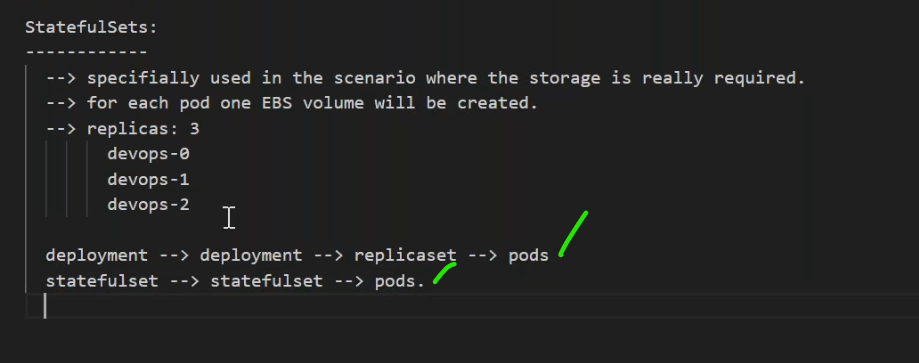 StatefulSets:
------------
--> specifially used in the scenario where the storage is really required.
--> for each pod one EBS volume will be created.
--> replicas: 3
devops-0
devops-1
devops-2
deployment --> deployment --> replicaset --> pods
statefulset --> statefulset --> pods.